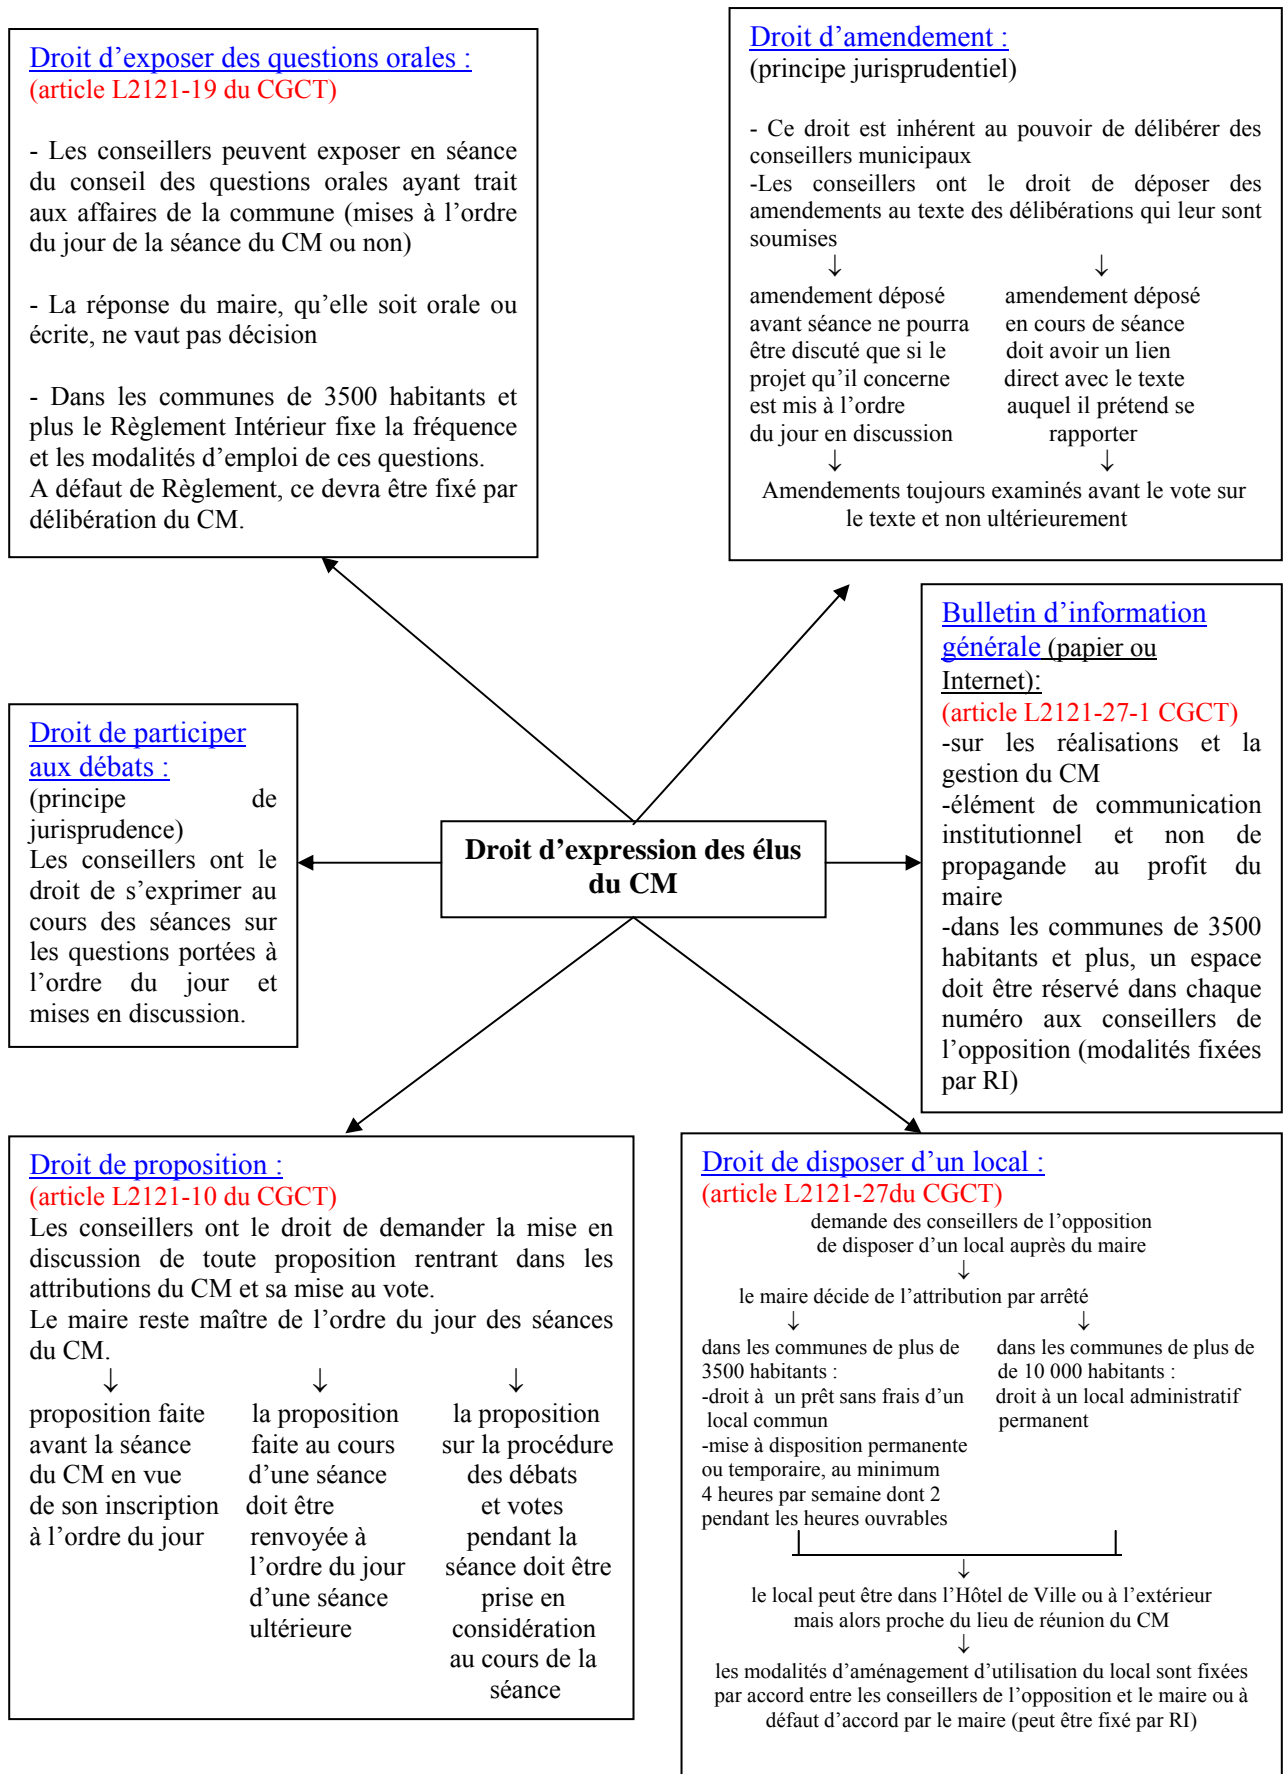 Droit d’exposer des questions orales :
(article L2121-19 du CGCT)
- Les conseillers peuvent exposer en séance
du conseil des questions orales ayant trait
aux affaires de la commune (mises à l’ordre
du jour de la séance du CM ou non)
- La réponse du maire, qu’elle soit orale ou
écrite, ne vaut pas décision
- Dans les communes de 3500 habitants et
plus le Règlement Intérieur fixe la fréquence
et les modalités d’emploi de ces questions.
A défaut de Règlement, ce devra être fixé par
délibération du CM.
Droit d’amendement :
(principe jurisprudentiel)
- Ce droit est inhérent au pouvoir de délibérer des
conseillers municipaux
-Les conseillers ont le droit de déposer des
amendements au texte des délibérations qui leur sont
soumises
↓ ↓
amendement déposé
avant séance ne pourra
être discuté que si le
projet qu’il concerne
est mis à l’ordre
du jour en discussion
↓
amendement déposé
en cours de séance
doit avoir un lien
direct avec le texte
auquel il prétend se
rapporter
↓
Amendements toujours examinés avant le vote sur
le texte et non ultérieurement
Bulletin d’information
générale (papier ou
Internet):
(article L2121-27-1 CGCT)
-sur les réalisations et la
gestion du CM
-élément de communication
institutionnel et non de
propagande au profit du
maire
-dans les communes de 3500
habitants et plus, un espace
doit être réservé dans chaque
numéro aux conseillers de
l’opposition (modalités fixées
par RI)
Droit de participer
aux débats :
(principe de
jurisprudence)
Les conseillers ont le
droit de s’exprimer au
cours des séances sur
les questions portées à
l’ordre du jour et
mises en discussion.
Droit d’expression des élus
du CM
Droit de proposition :
(article L2121-10 du CGCT)
Les conseillers ont le droit de demander la mise en
discussion de toute proposition rentrant dans les
attributions du CM et sa mise au vote.
Le maire reste maître de l’ordre du jour des séances
du CM.
↓ ↓ ↓
proposition faite
avant la séance
du CM en vue
de son inscription
à l’ordre du jour
la proposition
faite au cours
d’une séance
doit être
renvoyée à
l’ordre du jour
d’une séance
ultérieure
la proposition
sur la procédure
des débats
et votes
pendant la
séance doit être
prise en
considération
au cours de la
séance
Droit de disposer d’un local :
(article L2121-27du CGCT)
demande des conseillers de l’opposition
de disposer d’un local auprès du maire
↓
le maire décide de l’attribution par arrêté
↓ ↓
dans les communes de plus de
3500 habitants :
-droit à un prêt sans frais d’un
local commun
-mise à disposition permanente
ou temporaire, au minimum
4 heures par semaine dont 2
pendant les heures ouvrables
dans les communes de plus de
de 10 000 habitants :
droit à un local administratif
permanent
↓
le local peut être dans l’Hôtel de Ville ou à l’extérieur
mais alors proche du lieu de réunion du CM
↓
les modalités d’aménagement d’utilisation du local sont fixées
par accord entre les conseillers de l’opposition et le maire ou à
défaut d’accord par le maire (peut être fixé par RI)